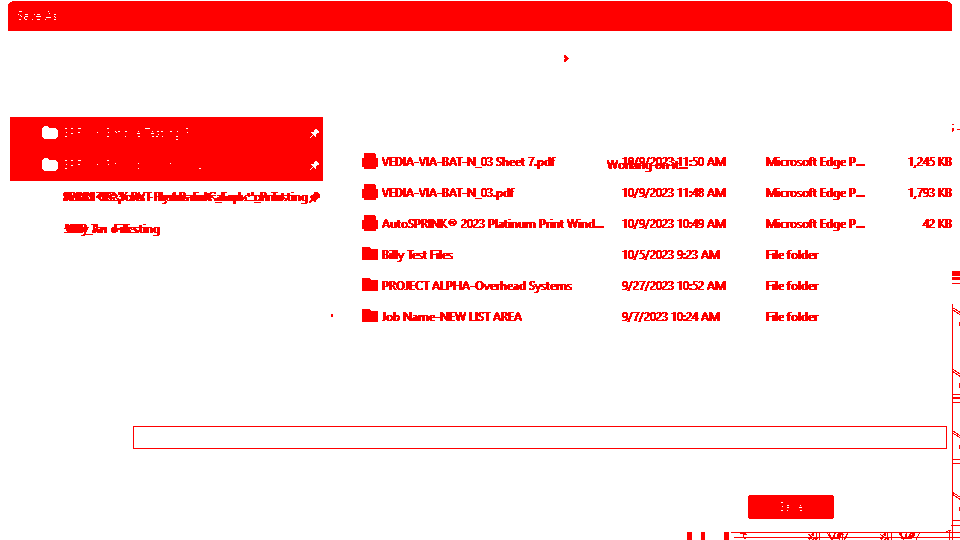 Save As
VEDIA-VIA-BAT-N_03 Sheet 7.pdf 10/9/2023 11:50 AM Microsoft Edge P... 1,245 KB
Working on it...
VEDIA-VIA-BAT-N_03.pdf 10/9/2023 11:48 AM Microsoft Edge P... 1,793 KB
AutoSPRINK® 2023 Platinum Print Wind... 10/9/2023 10:49 AM Microsoft Edge P... 42 KB
Billy Test Files 10/5/2023 9:23 AM File folder
PROJECT ALPHA-Overhead Systems 9/27/2023 10:52 AM File folder
Job Name-NEW LIST AREA 9/7/2023 10:24 AM File folder
Save